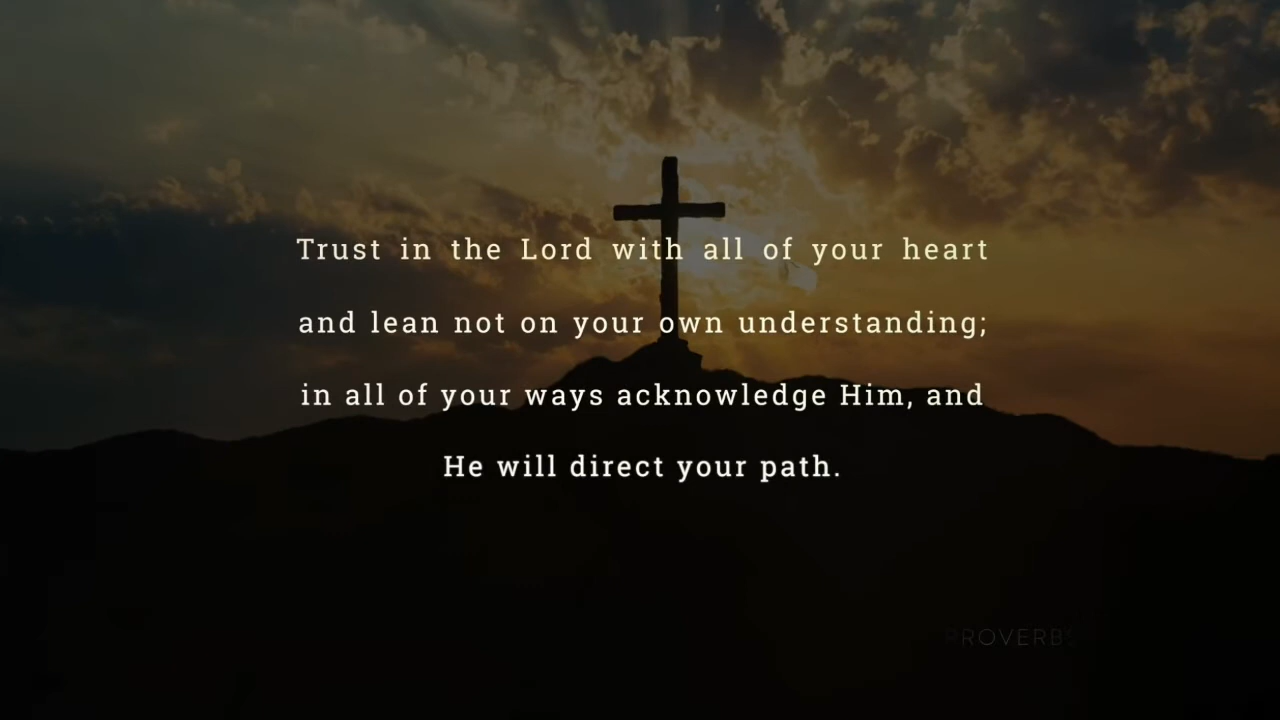 Trust in the Lord with all of your heart
and lean not on your own understanding;
in all of your ways acknowledge Him, and
He will direct your path.
PROVERBS